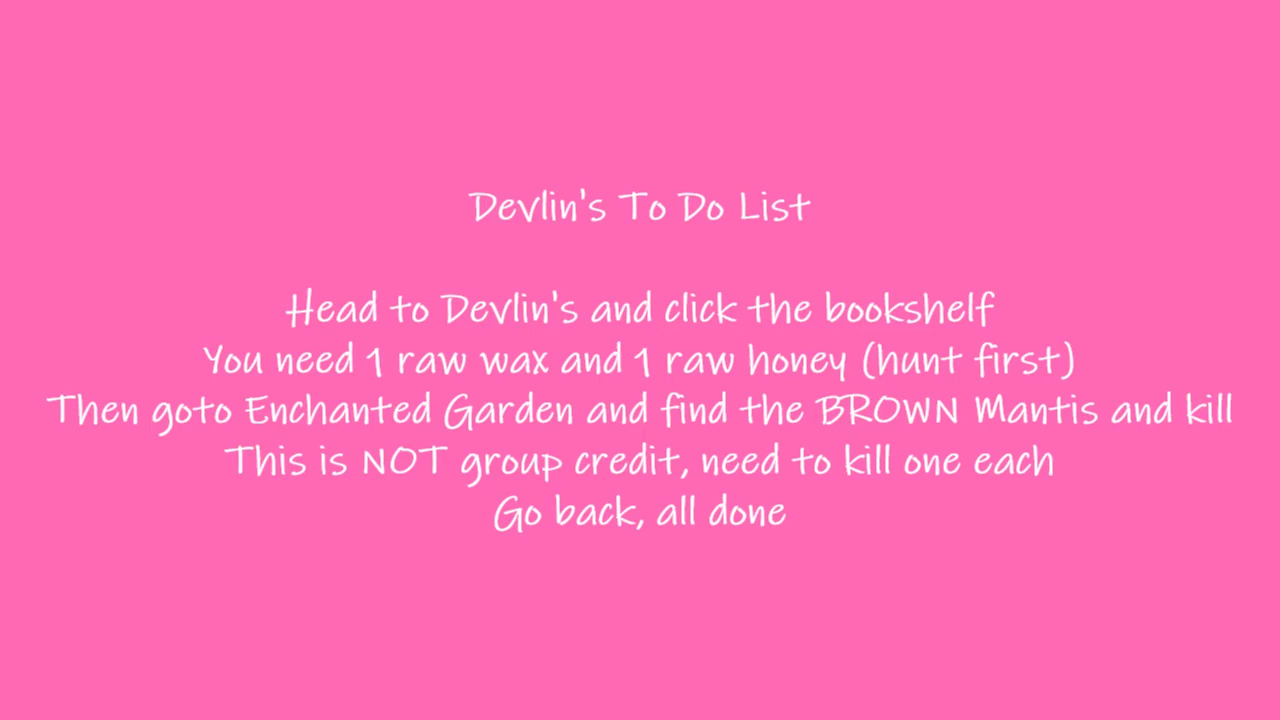 Devlin's To Do List
Head to Devlin's and click the bookshelf
You need 1 raw wax and 1 raw honey (hunt first)
Then goto Enchanted Garden and find the BROWN Mantis and kill
This is NOT group credit, need to kill one each
Go back, all done